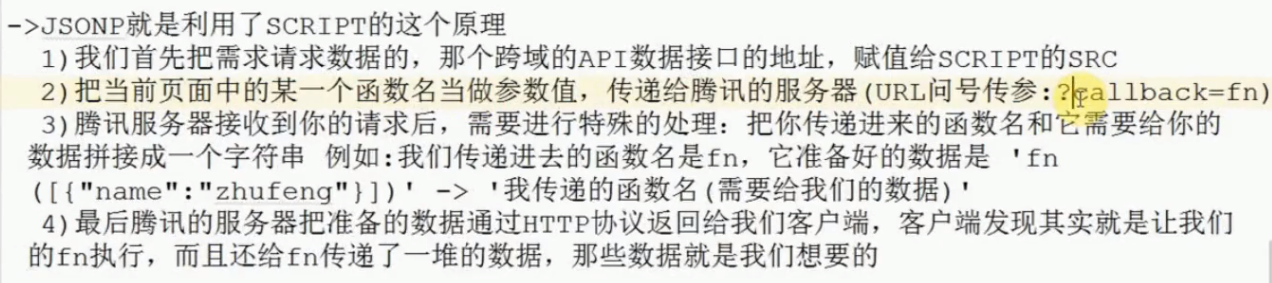 ->JSONP就是利用了SCRIPT的这个原理
1)我们首先把需求请求数据的，那个跨域的API数据接口的地址，赋值给SCRIPT的SRC
2)把当前页面中的某一个函数名当做参数值，传递给腾讯的服务器(URL问号传参:?callback=fn)
3)腾讯服务器接收到你的请求后，需要进行特殊的处理：把你传递进来的函数名和它需要给你的
数据拼接成一个字符串 例如:我们传递进去的函数名是fn，它准备好的数据是 'fn
([{"name":"zhufeng"}])' -> '我传递的函数名(需要给我们的数据)'
4)最后腾讯的服务器把准备的数据通过HTTP协议返回给我们客户端，客户端发现其实就是让我们
的fn执行，而且还给fn传递了一堆的数据，那些数据就是我们想要的